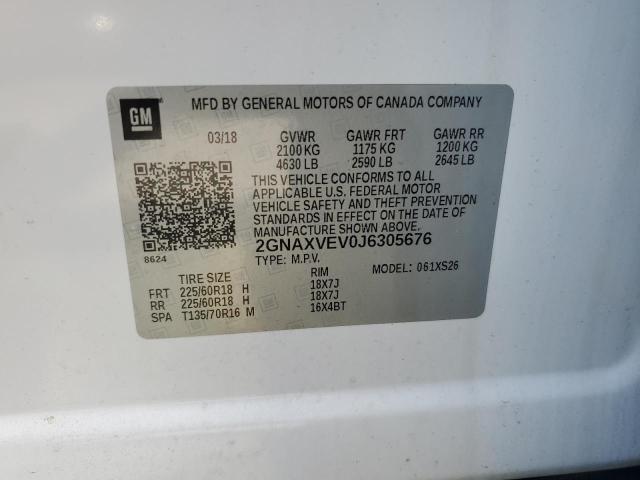 GM
MFD BY GENERAL MOTORS OF CANADA COMPANY
03/18 GVWR GAWR FRT GAWR RR
2100 KG 1175 KG 1200 KG
4630 LB 2590 LB 2645 LB
THIS VEHICLE CONFORMS TO ALL
APPLICABLE U.S. FEDERAL MOTOR
VEHICLE SAFETY AND THEFT PREVENTION
STANDARDS IN EFFECT ON THE DATE OF
MANUFACTURE SHOWN ABOVE.
2GNAXVEV0J6305676
8624
TYPE: M.P.V. MODEL: 061XS26
TIRE SIZE RIM
FRT 225/60R18 H 18X7J
RR 225/60R18 H 18X7J
SPA T135/70R16 M 16X4BT